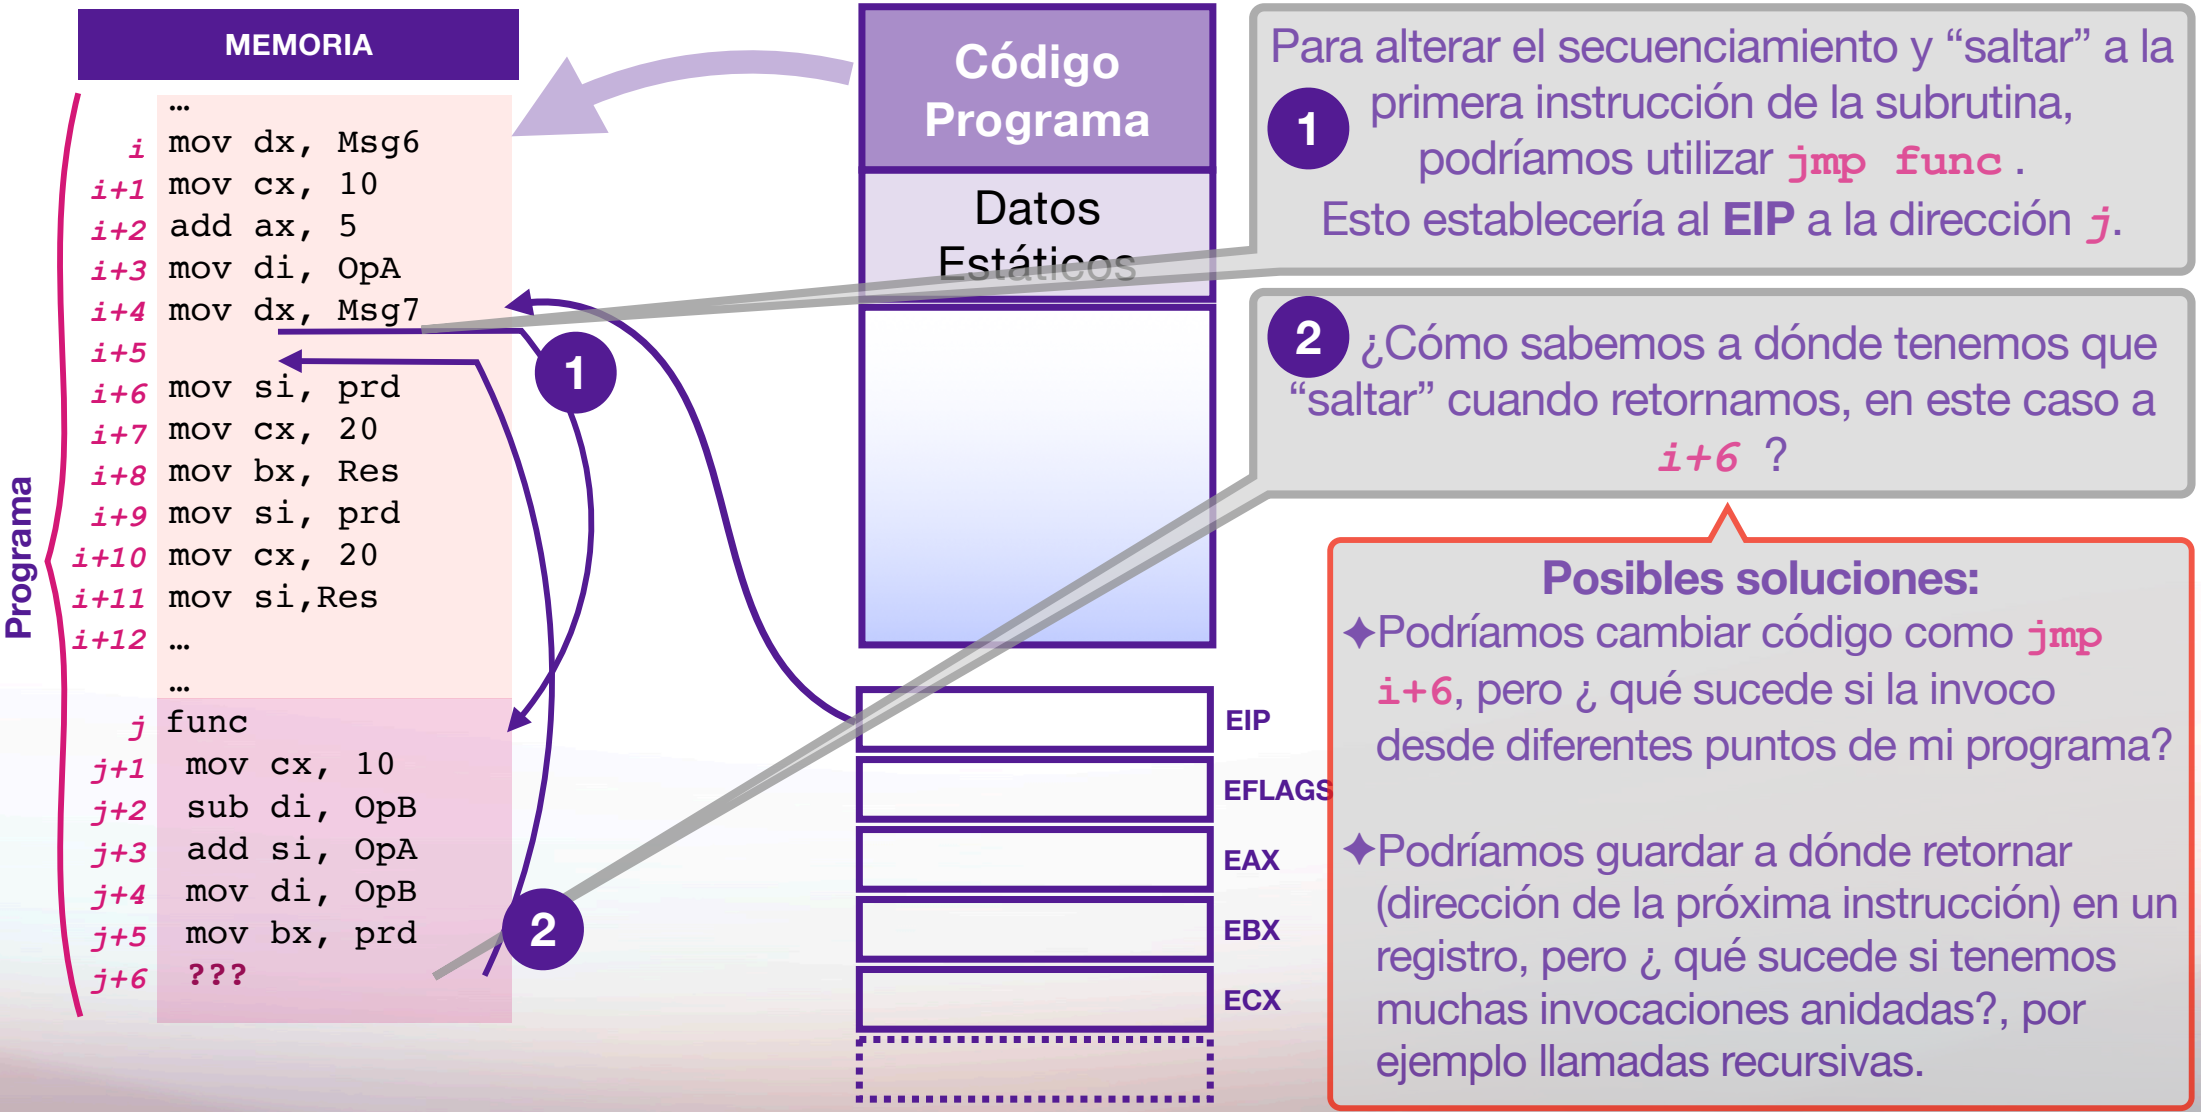 MEMORIA
Programa
…
i mov dx, Msg6
i+1 mov cx, 10
i+2 add ax, 5
i+3 mov di, OpA
i+4 mov dx, Msg7
i+5
i+6 mov si, prd
i+7 mov cx, 20
i+8 mov bx, Res
i+9 mov si, prd
i+10 mov cx, 20
i+11 mov si,Res
i+12 …
…
j func
j+1 mov cx, 10
j+2 sub di, OpB
j+3 add si, OpA
j+4 mov di, OpB
j+5 mov bx, prd
j+6 ???
1
2
Código
Programa
Datos
Estáticos
EIP
EFLAGS
EAX
EBX
ECX
Para alterar el secuenciamiento y “saltar” a la
1 primera instrucción de la subrutina,
podríamos utilizar jmp func .
Esto establecería al EIP a la dirección j.
2 ¿Cómo sabemos a dónde tenemos que
“saltar” cuando retornamos, en este caso a
i+6 ?
Posibles soluciones:
✦Podríamos cambiar código como jmp
i+6, pero ¿ qué sucede si la invoco
desde diferentes puntos de mi programa?
✦Podríamos guardar a dónde retornar
(dirección de la próxima instrucción) en un
registro, pero ¿ qué sucede si tenemos
muchas invocaciones anidadas?, por
ejemplo llamadas recursivas.